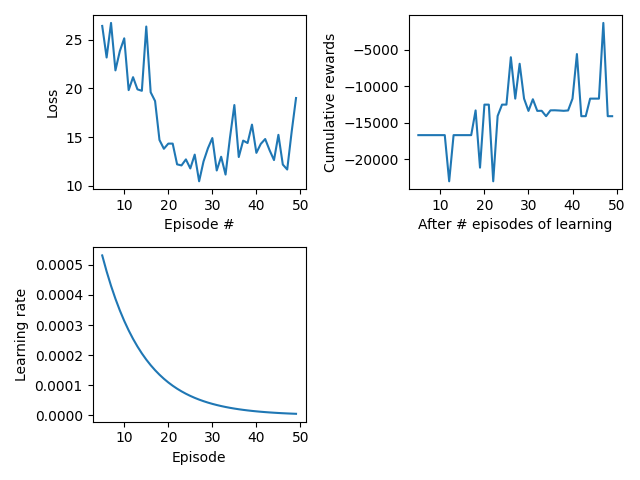 25
20
15
10
Loss
10 20 30 40 50
Episode #
−5000
−10000
−15000
−20000
Cumulative rewards
10 20 30 40 50
After # episodes of learning
0.0005
0.0004
0.0003
0.0002
0.0001
0.0000
Learning rate
10 20 30 40 50
Episode